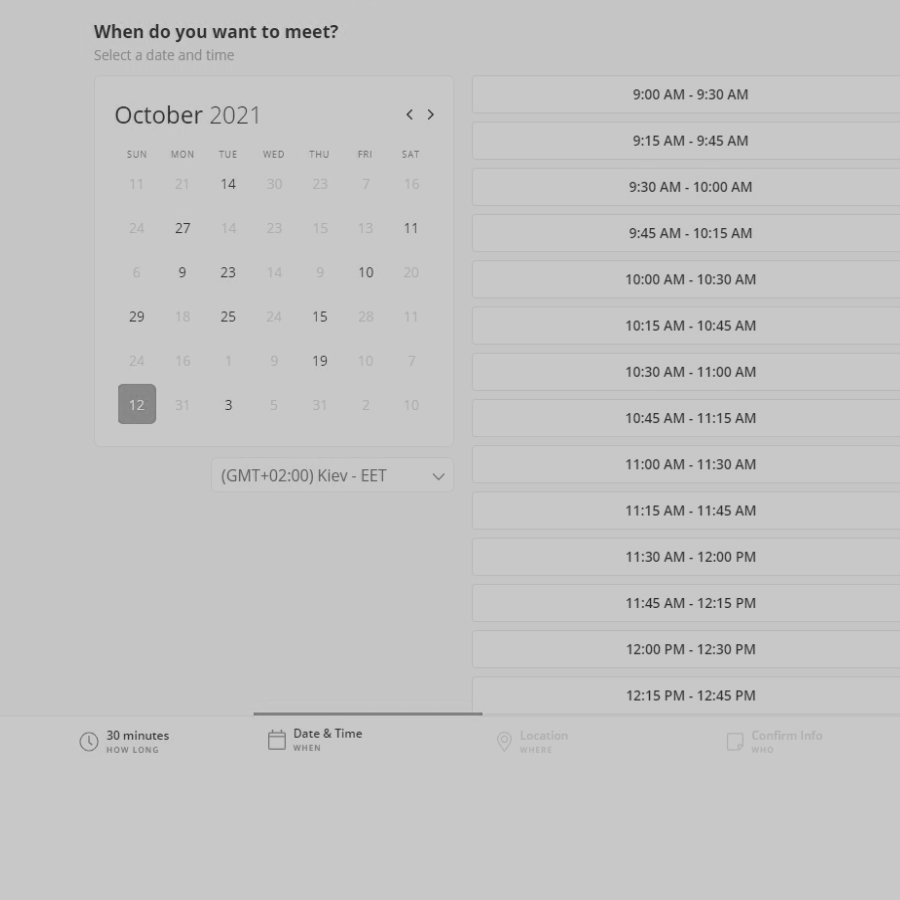 When do you want to meet?
Select a date and time
October 2021
SUN MON TUE WED THU FRI SAT
11 21 14 30 23 7 16
24 27 14 23 15 13 11
6 9 23 14 9 10 20
29 18 25 24 15 28 11
24 16 1 9 19 10 7
12 31 3 5 31 2 10
(GMT+02:00) Kiev - EET
9:00 AM - 9:30 AM
9:15 AM - 9:45 AM
9:30 AM - 10:00 AM
9:45 AM - 10:15 AM
10:00 AM - 10:30 AM
10:15 AM - 10:45 AM
10:30 AM - 11:00 AM
10:45 AM - 11:15 AM
11:00 AM - 11:30 AM
11:15 AM - 11:45 AM
11:30 AM - 12:00 PM
11:45 AM - 12:15 PM
12:00 PM - 12:30 PM
12:15 PM - 12:45 PM
30 minutes
HOW LONG
Date & Time
WHEN
Location
WHERE
Confirm Info
WHO